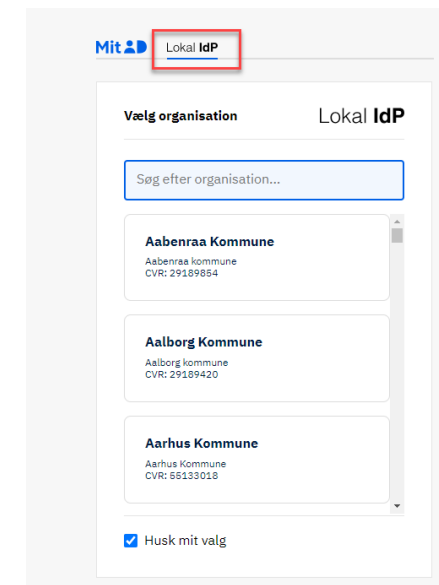 Mit Lokal IdP
Vælg organisation Lokal IdP
Søg efter organisation...
Aabenraa Kommune
Aabenraa kommune
CVR: 29189854
Aalborg Kommune
Aalborg kommune
CVR: 29189420
Aarhus Kommune
Aarhus Kommune
CVR: 55133018
Husk mit valg